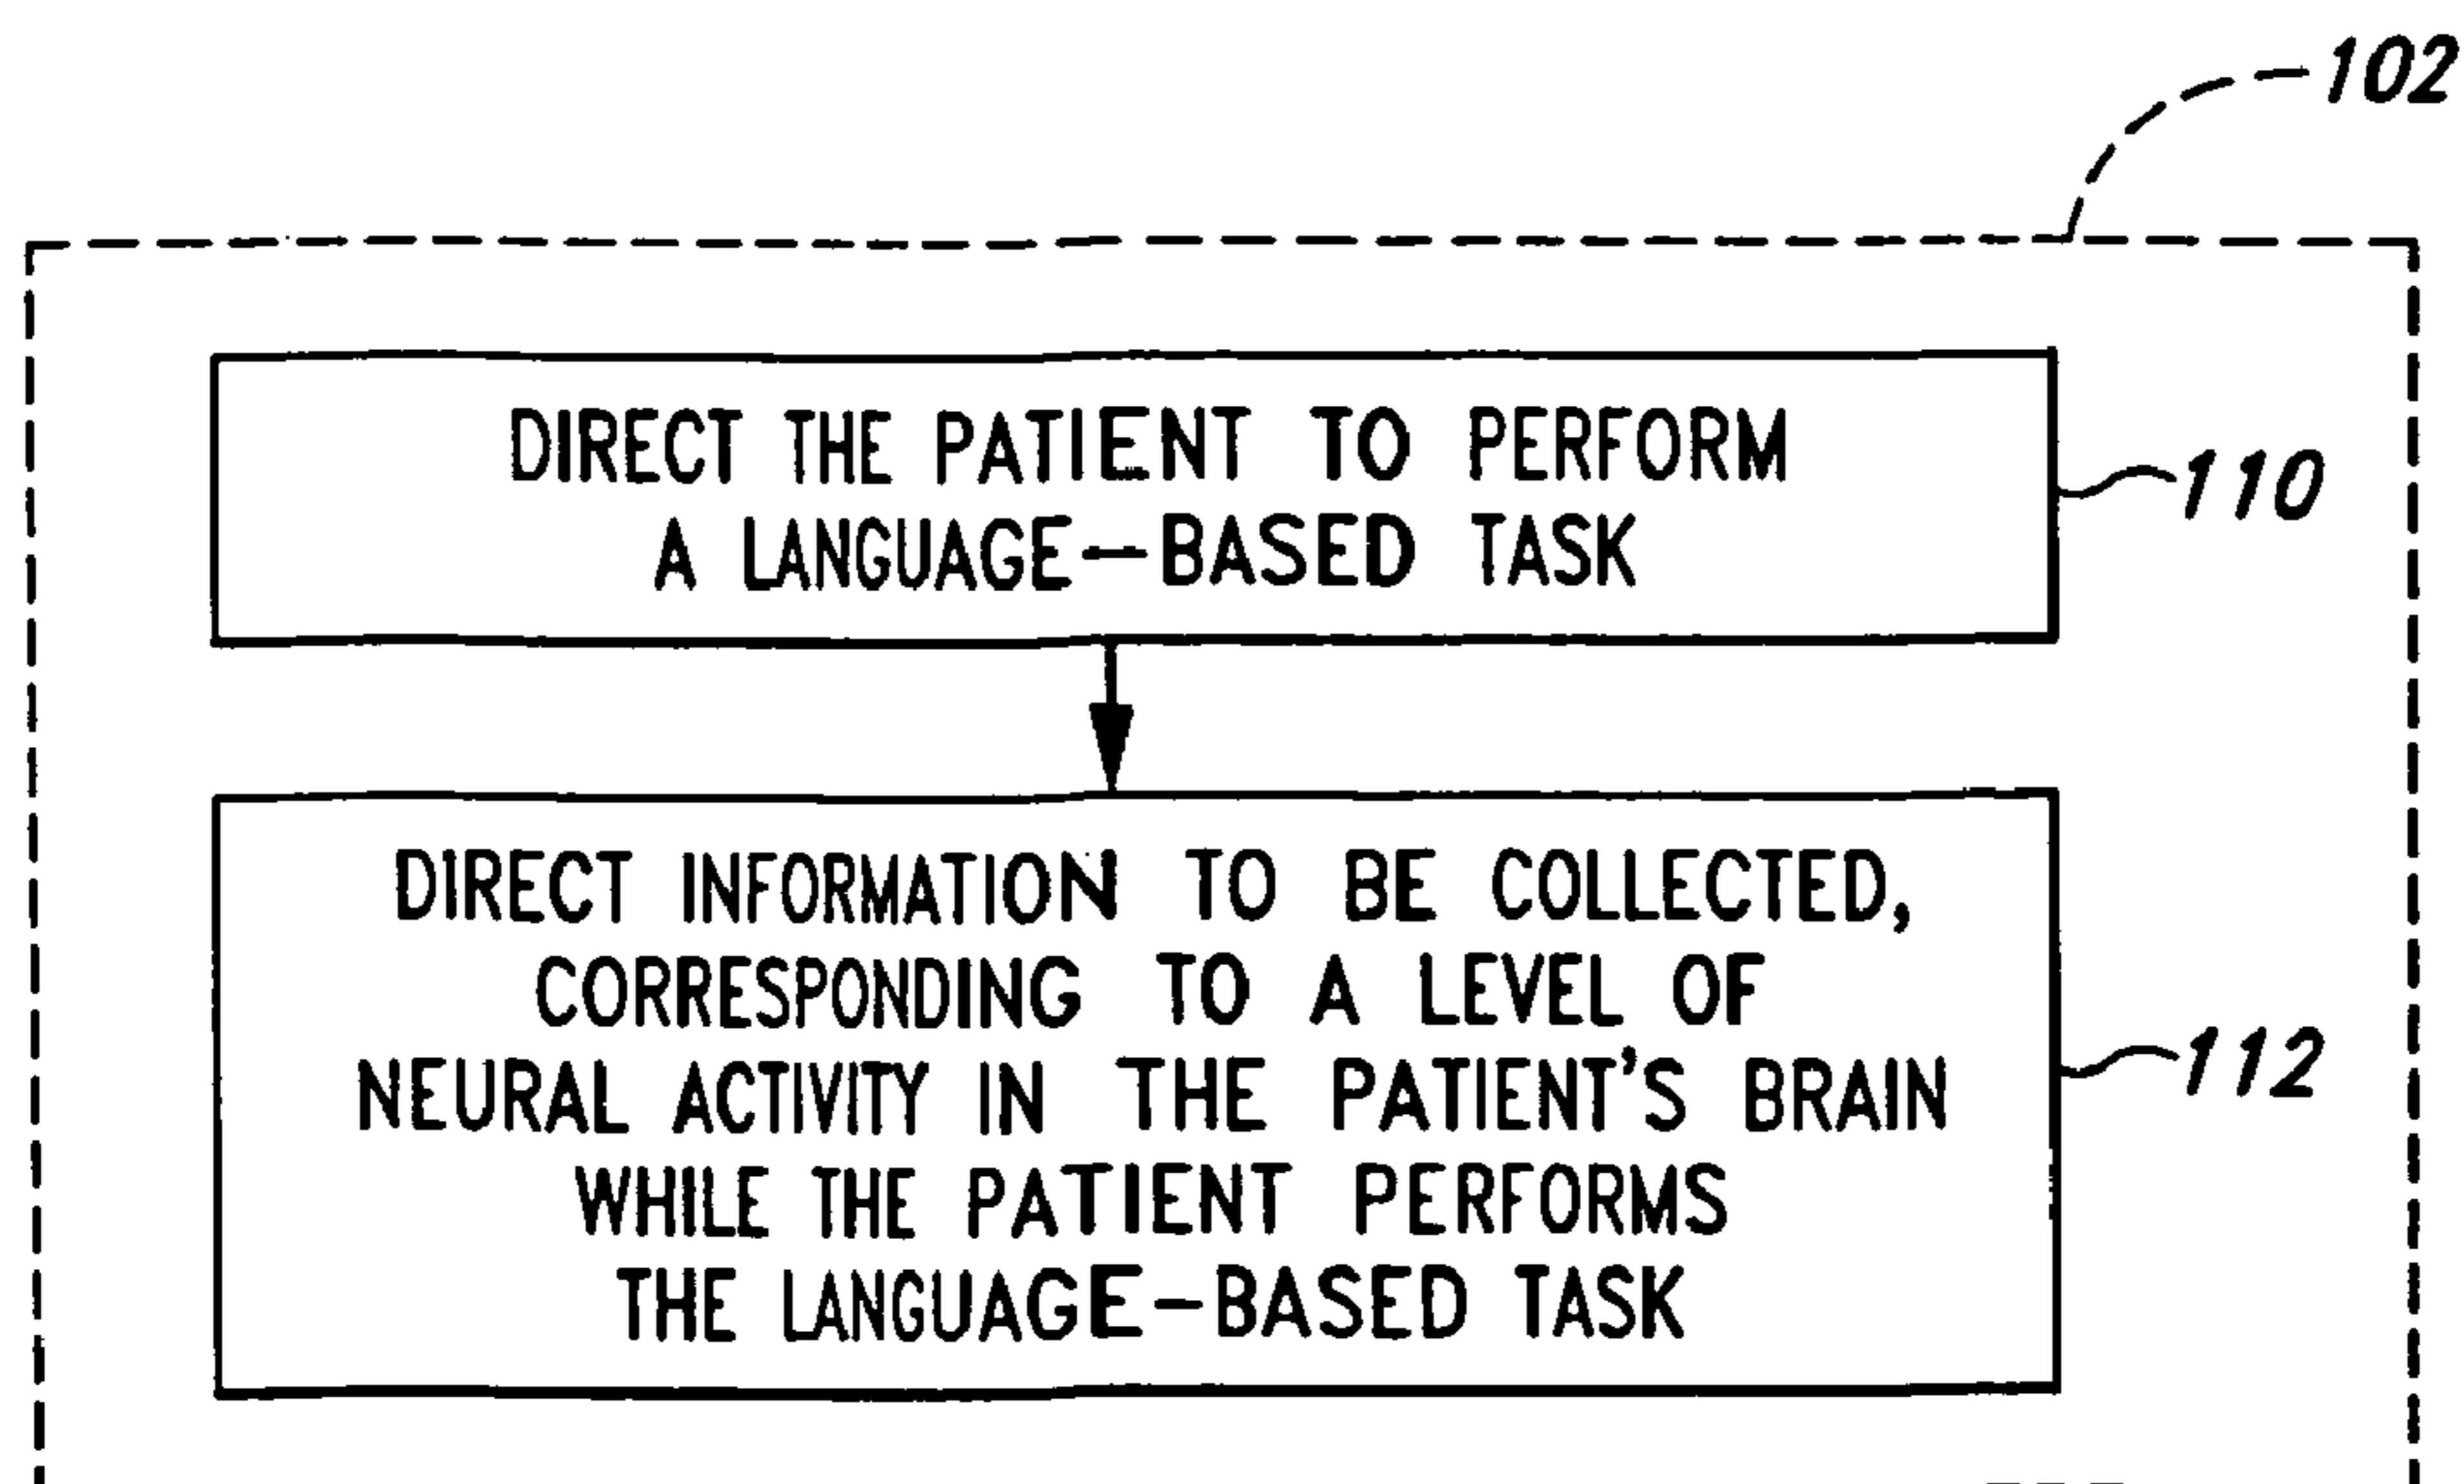 102
DIRECT THE PATIENT TO PERFORM
A LANGUAGE-BASED TASK
110
DIRECT INFORMATION TO BE COLLECTED,
CORRESPONDING TO A LEVEL OF
NEURAL ACTIVITY IN THE PATIENT'S BRAIN
WHILE THE PATIENT PERFORMS
THE LANGUAGE-BASED TASK
112